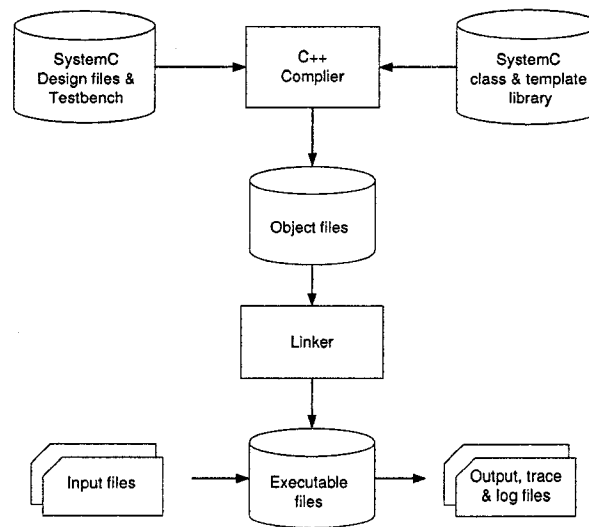 SystemC
Design files &
Testbench
C++
Complier
SystemC
class & template
library
Object files
Linker
Input files
Executable
files
Output, trace
& log files